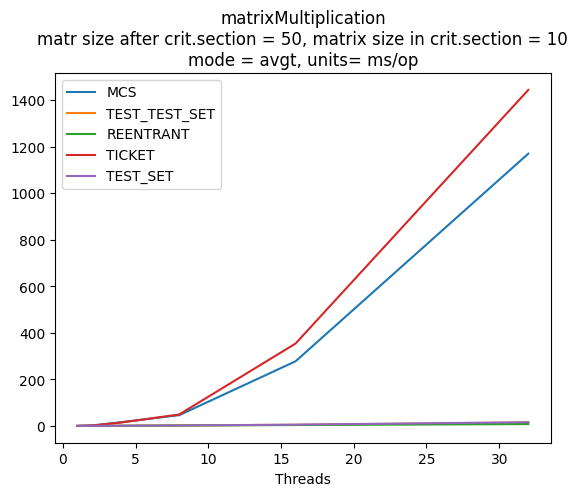 matrixMultiplication
matr size after crit.section = 50, matrix size in crit.section = 10
mode = avgt, units= ms/op
MCS
TEST_TEST_SET
REENTRANT
TICKET
TEST_SET
1400
1200
1000
800
600
400
200
0
0 5 10 15 20 25 30
Threads